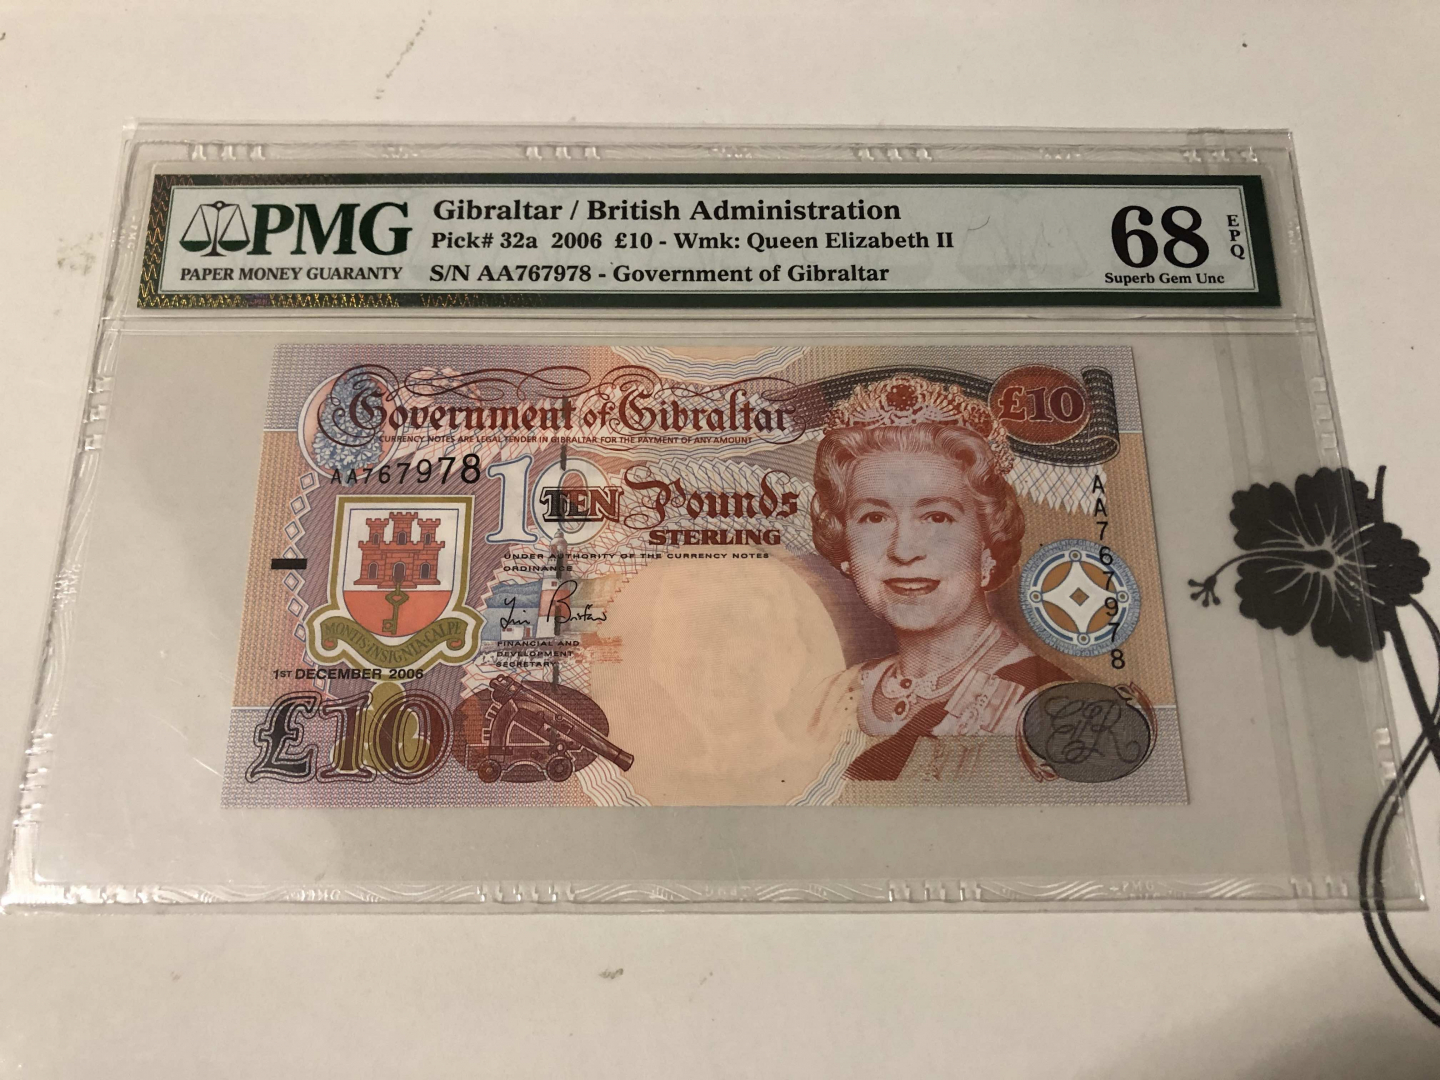 PMG
PAPER MONEY GUARANTY
Gibraltar / British Administration
Pick# 32a 2006 £10 - Wmk: Queen Elizabeth II
S/N AA767978 - Government of Gibraltar
68
EPQ
Superb Gem Unc
Government of Gibraltar
CURRENCY NOTES ARE LEGAL TENDER IN GIBRALTAR FOR THE PAYMENT OF ANY AMOUNT
£10
AA767978
10
TEN Pounds
STERLING
UNDER AUTHORITY OF THE CURRENCY NOTES
ORDINANCE
AA767978
FINANCIAL AND
DEVELOPMENT
SECRETARY
MONTIS INSIGNIA CALPE
1ST DECEMBER 2006
£10